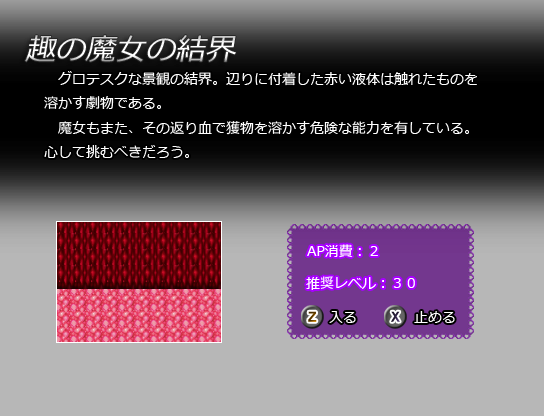 趣の魔女の結界
　グロテスクな景観の結界。辺りに付着した赤い液体は触れたものを
溶かす劇物である。
　魔女もまた、その返り血で獲物を溶かす危険な能力を有している。
心して挑むべきだろう。
AP消費：２
推奨レベル：３０
Z 入る X 止める